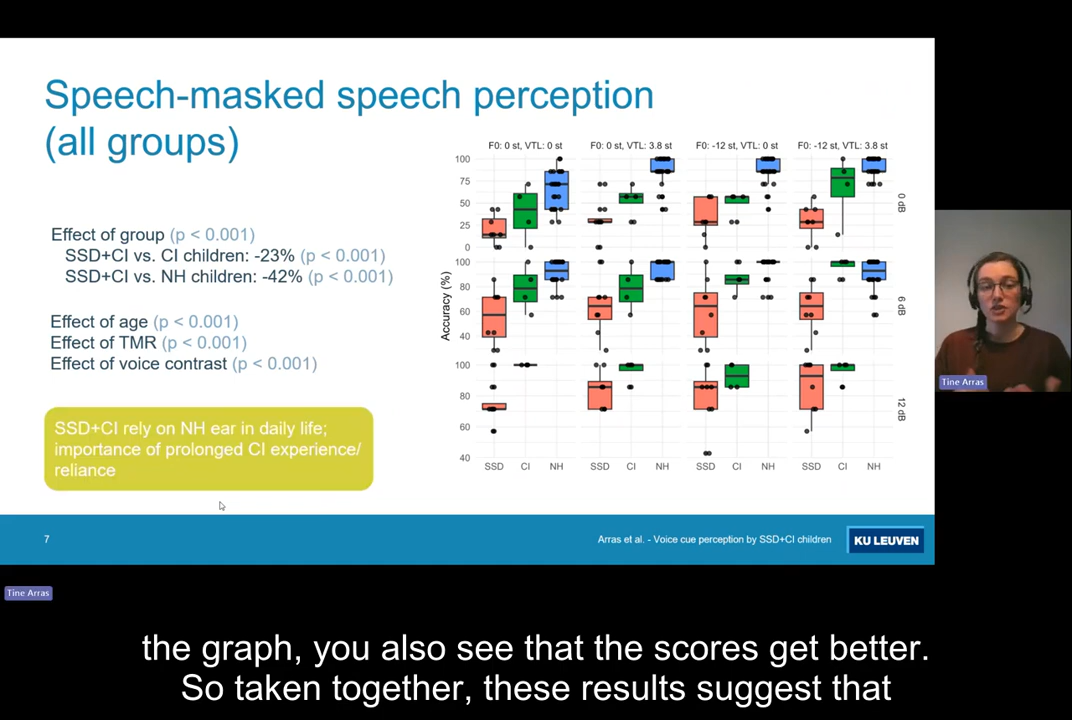 Speech-masked speech perception
(all groups)
Effect of group (p < 0.001)
SSD+CI vs. CI children: -23% (p < 0.001)
SSD+CI vs. NH children: -42% (p < 0.001)
Effect of age (p < 0.001)
Effect of TMR (p < 0.001)
Effect of voice contrast (p < 0.001)
SSD+CI rely on NH ear in daily life;
importance of prolonged CI experience/
reliance
F0: 0 st, VTL: 0 st F0: 0 st, VTL: 3.8 st F0: -12 st, VTL: 0 st F0: -12 st, VTL: 3.8 st
Accuracy (%)
100
75
50
25
0
0 dB
100
80
60
40
6 dB
100
80
60
40
12 dB
SSD CI NH SSD CI NH SSD CI NH SSD CI NH
Tine Arras
7
Arras et al. - Voice cue perception by SSD+CI children
KU LEUVEN
Tine Arras
the graph, you also see that the scores get better.
So taken together, these results suggest that